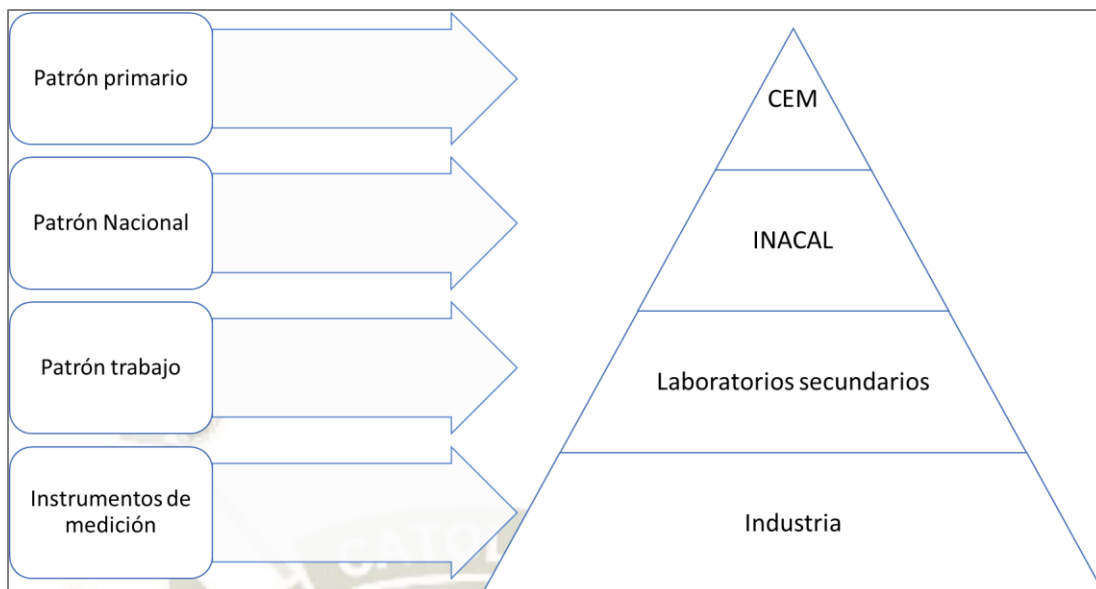 Patrón primario
CEM
Patrón Nacional
INACAL
Patrón trabajo
Laboratorios secundarios
Instrumentos de
medición
Industria